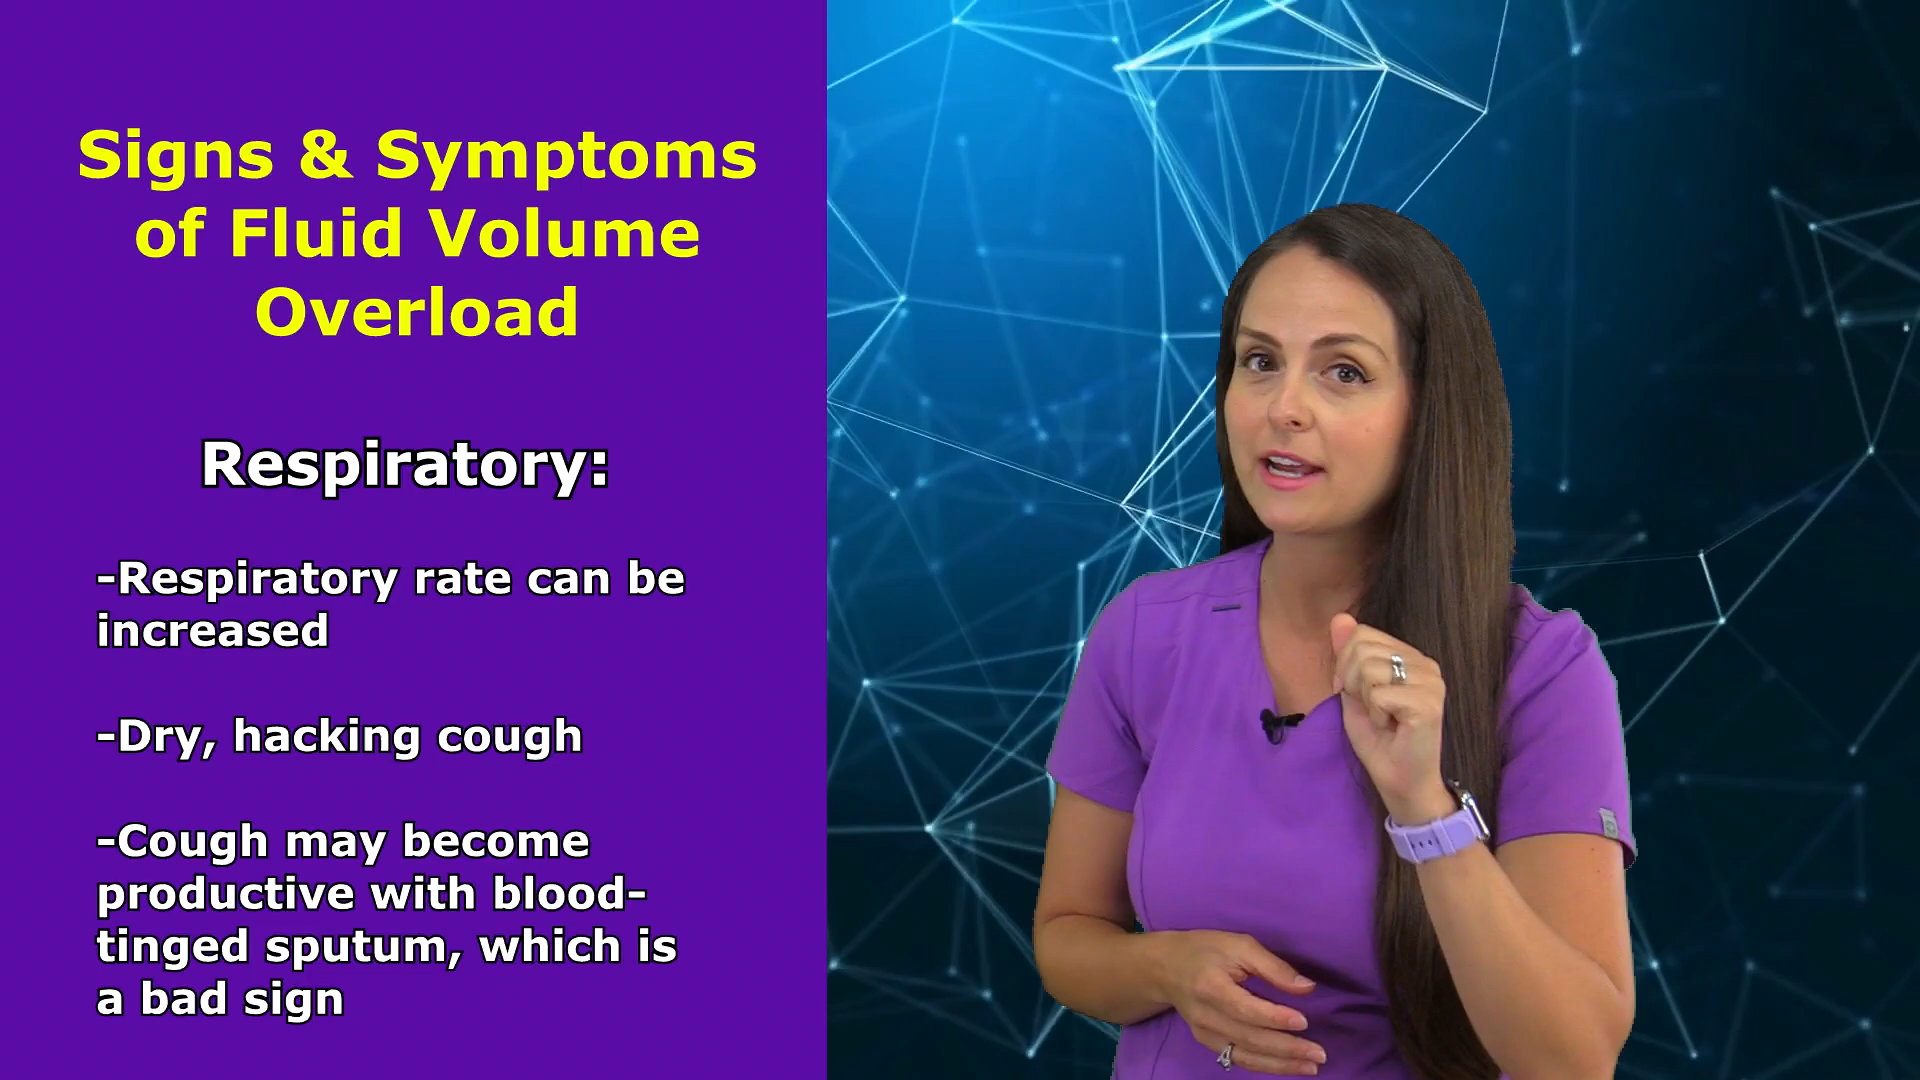 Signs & Symptoms
of Fluid Volume
Overload
Respiratory:
-Respiratory rate can be
increased
-Dry, hacking cough
-Cough may become
productive with blood-
tinged sputum, which is
a bad sign